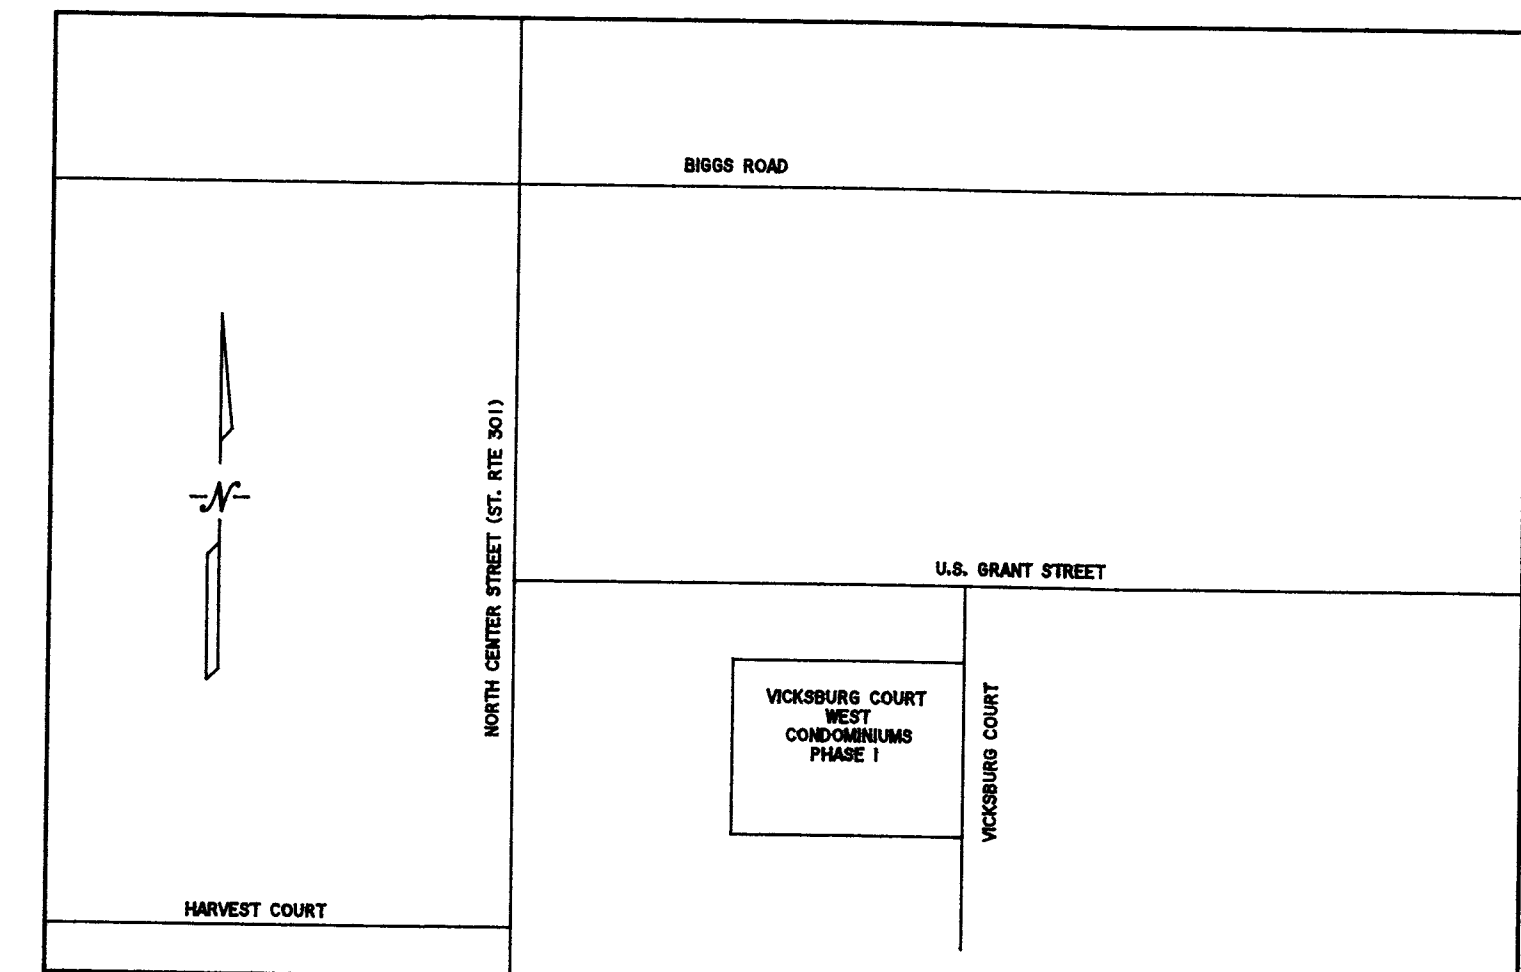 BIGGS ROAD
NORTH CENTER STREET (ST. RTE 301)
-N-
U.S. GRANT STREET
VICKSBURG COURT
WEST
CONDOMINIUMS
PHASE I
VICKSBURG COURT
HARVEST COURT